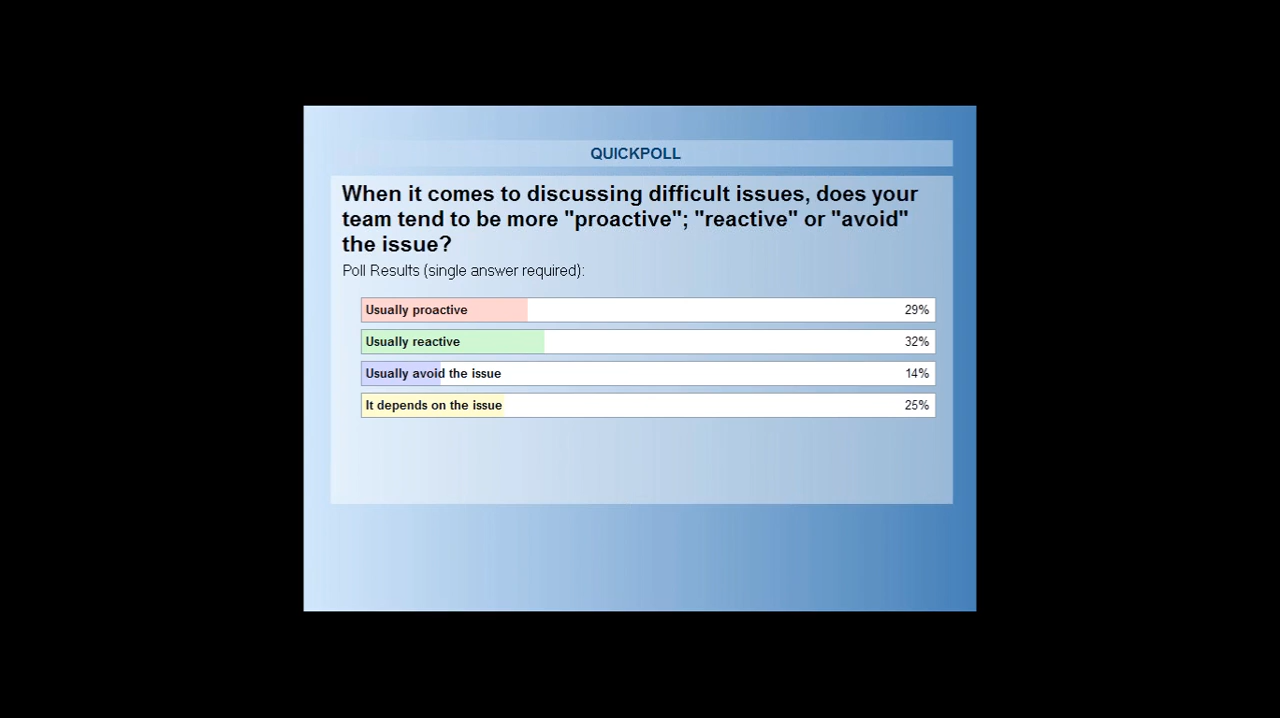 QUICKPOLL
When it comes to discussing difficult issues, does your
team tend to be more "proactive"; "reactive" or "avoid"
the issue?
Poll Results (single answer required):
Usually proactive 29%
Usually reactive 32%
Usually avoid the issue 14%
It depends on the issue 25%